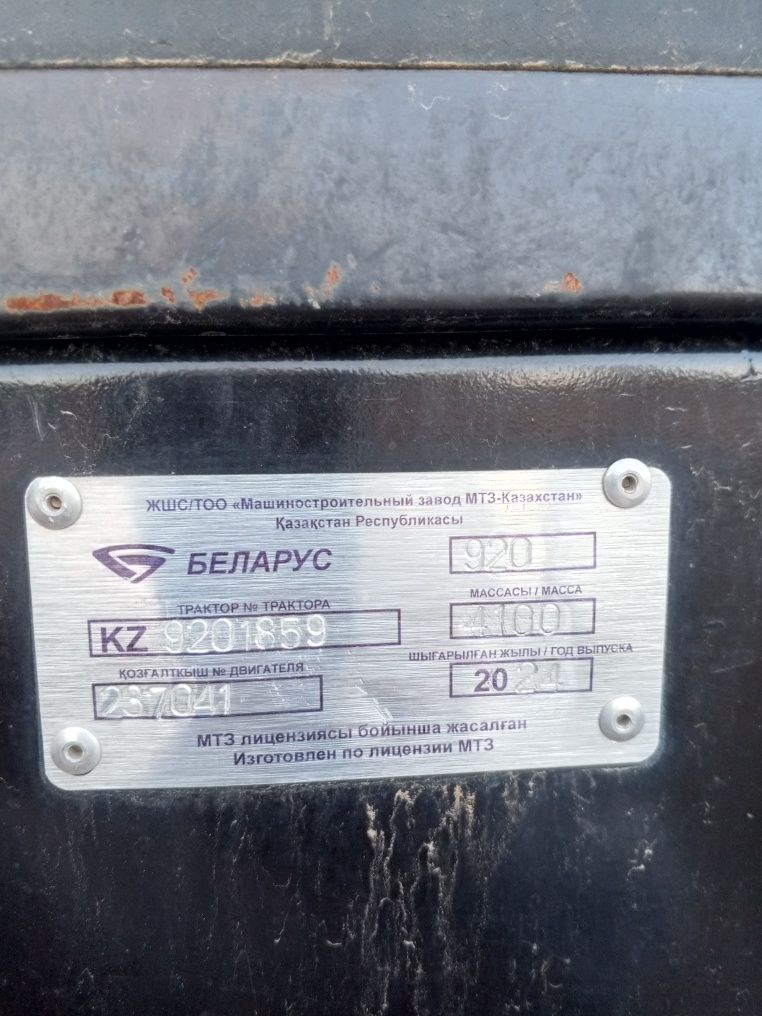 ЖШС/ТОО «Машиностроительный завод МТЗ-Казахстан»
Қазақстан Республикасы
БЕЛАРУС
920
МАССАСЫ / МАССА
4100
ТРАКТОР № ТРАКТОРА
KZ 9201859
ШЫҒАРЫЛҒАН ЖЫЛЫ / ГОД ВЫПУСКА
2024
ҚОЗҒАЛТКЫШ № ДВИГАТЕЛЯ
237041
МТЗ лицензиясы бойынша жасалған
Изготовлен по лицензии МТЗ